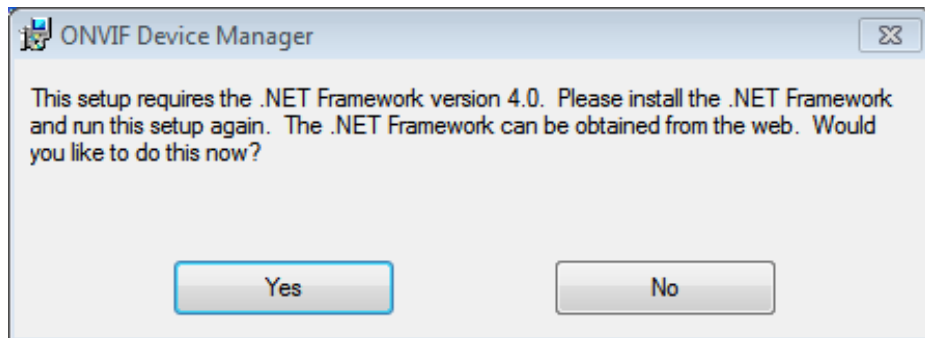 ONVIF Device Manager
This setup requires the .NET Framework version 4.0.  Please install the .NET Framework
and run this setup again.  The .NET Framework can be obtained from the web.  Would
you like to do this now?
Yes
No